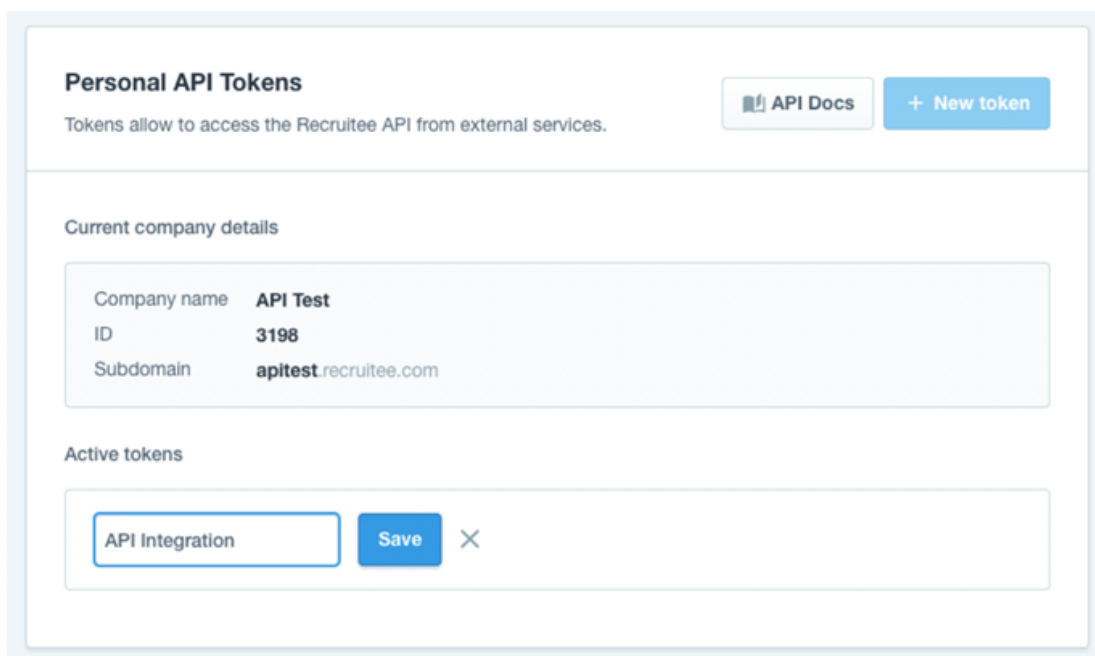 Personal API Tokens
Tokens allow to access the Recruitee API from external services.
API Docs
+ New token
Current company details
Company name API Test
ID 3198
Subdomain apitest.recruitee.com
Active tokens
API Integration
Save